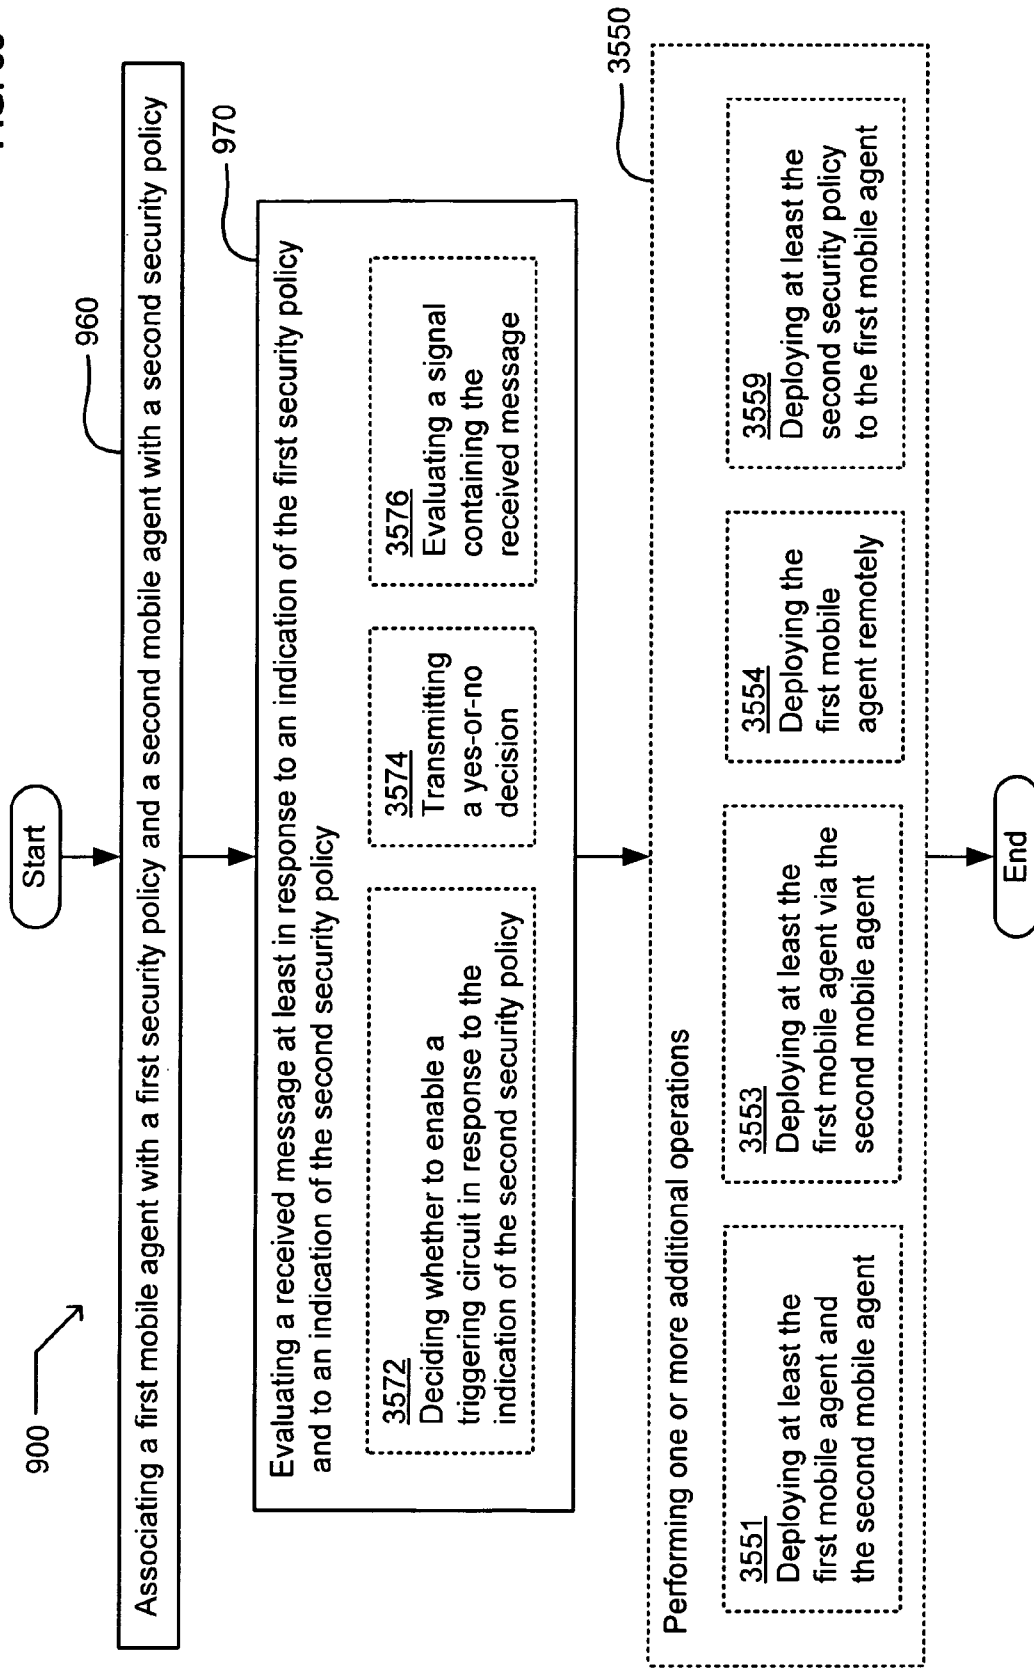 Start
900
960
Associating a first mobile agent with a first security policy and a second mobile agent with a second security policy
970
Evaluating a received message at least in response to an indication of the first security policy
and to an indication of the second security policy
3572
Deciding whether to enable a
triggering circuit in response to the
indication of the second security policy
3574
Transmitting
a yes-or-no
decision
3576
Evaluating a signal
containing the
received message
3550
Performing one or more additional operations
3551
Deploying at least the
first mobile agent and
the second mobile agent
3553
Deploying at least the
first mobile agent via the
second mobile agent
3554
Deploying the
first mobile
agent remotely
3559
Deploying at least the
second security policy
to the first mobile agent
End